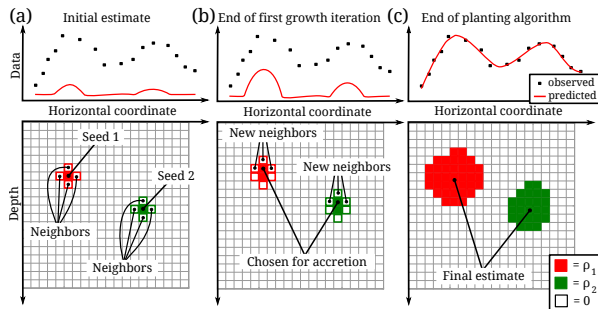 (a) Initial estimate
(b) End of first growth iteration
(c) End of planting algorithm
Data
observed
predicted
Horizontal coordinate
Horizontal coordinate
Horizontal coordinate
Depth
Seed 1
Seed 2
Neighbors
Neighbors
New neighbors
New neighbors
Chosen for accretion
Final estimate
= ρ1
= ρ2
= 0